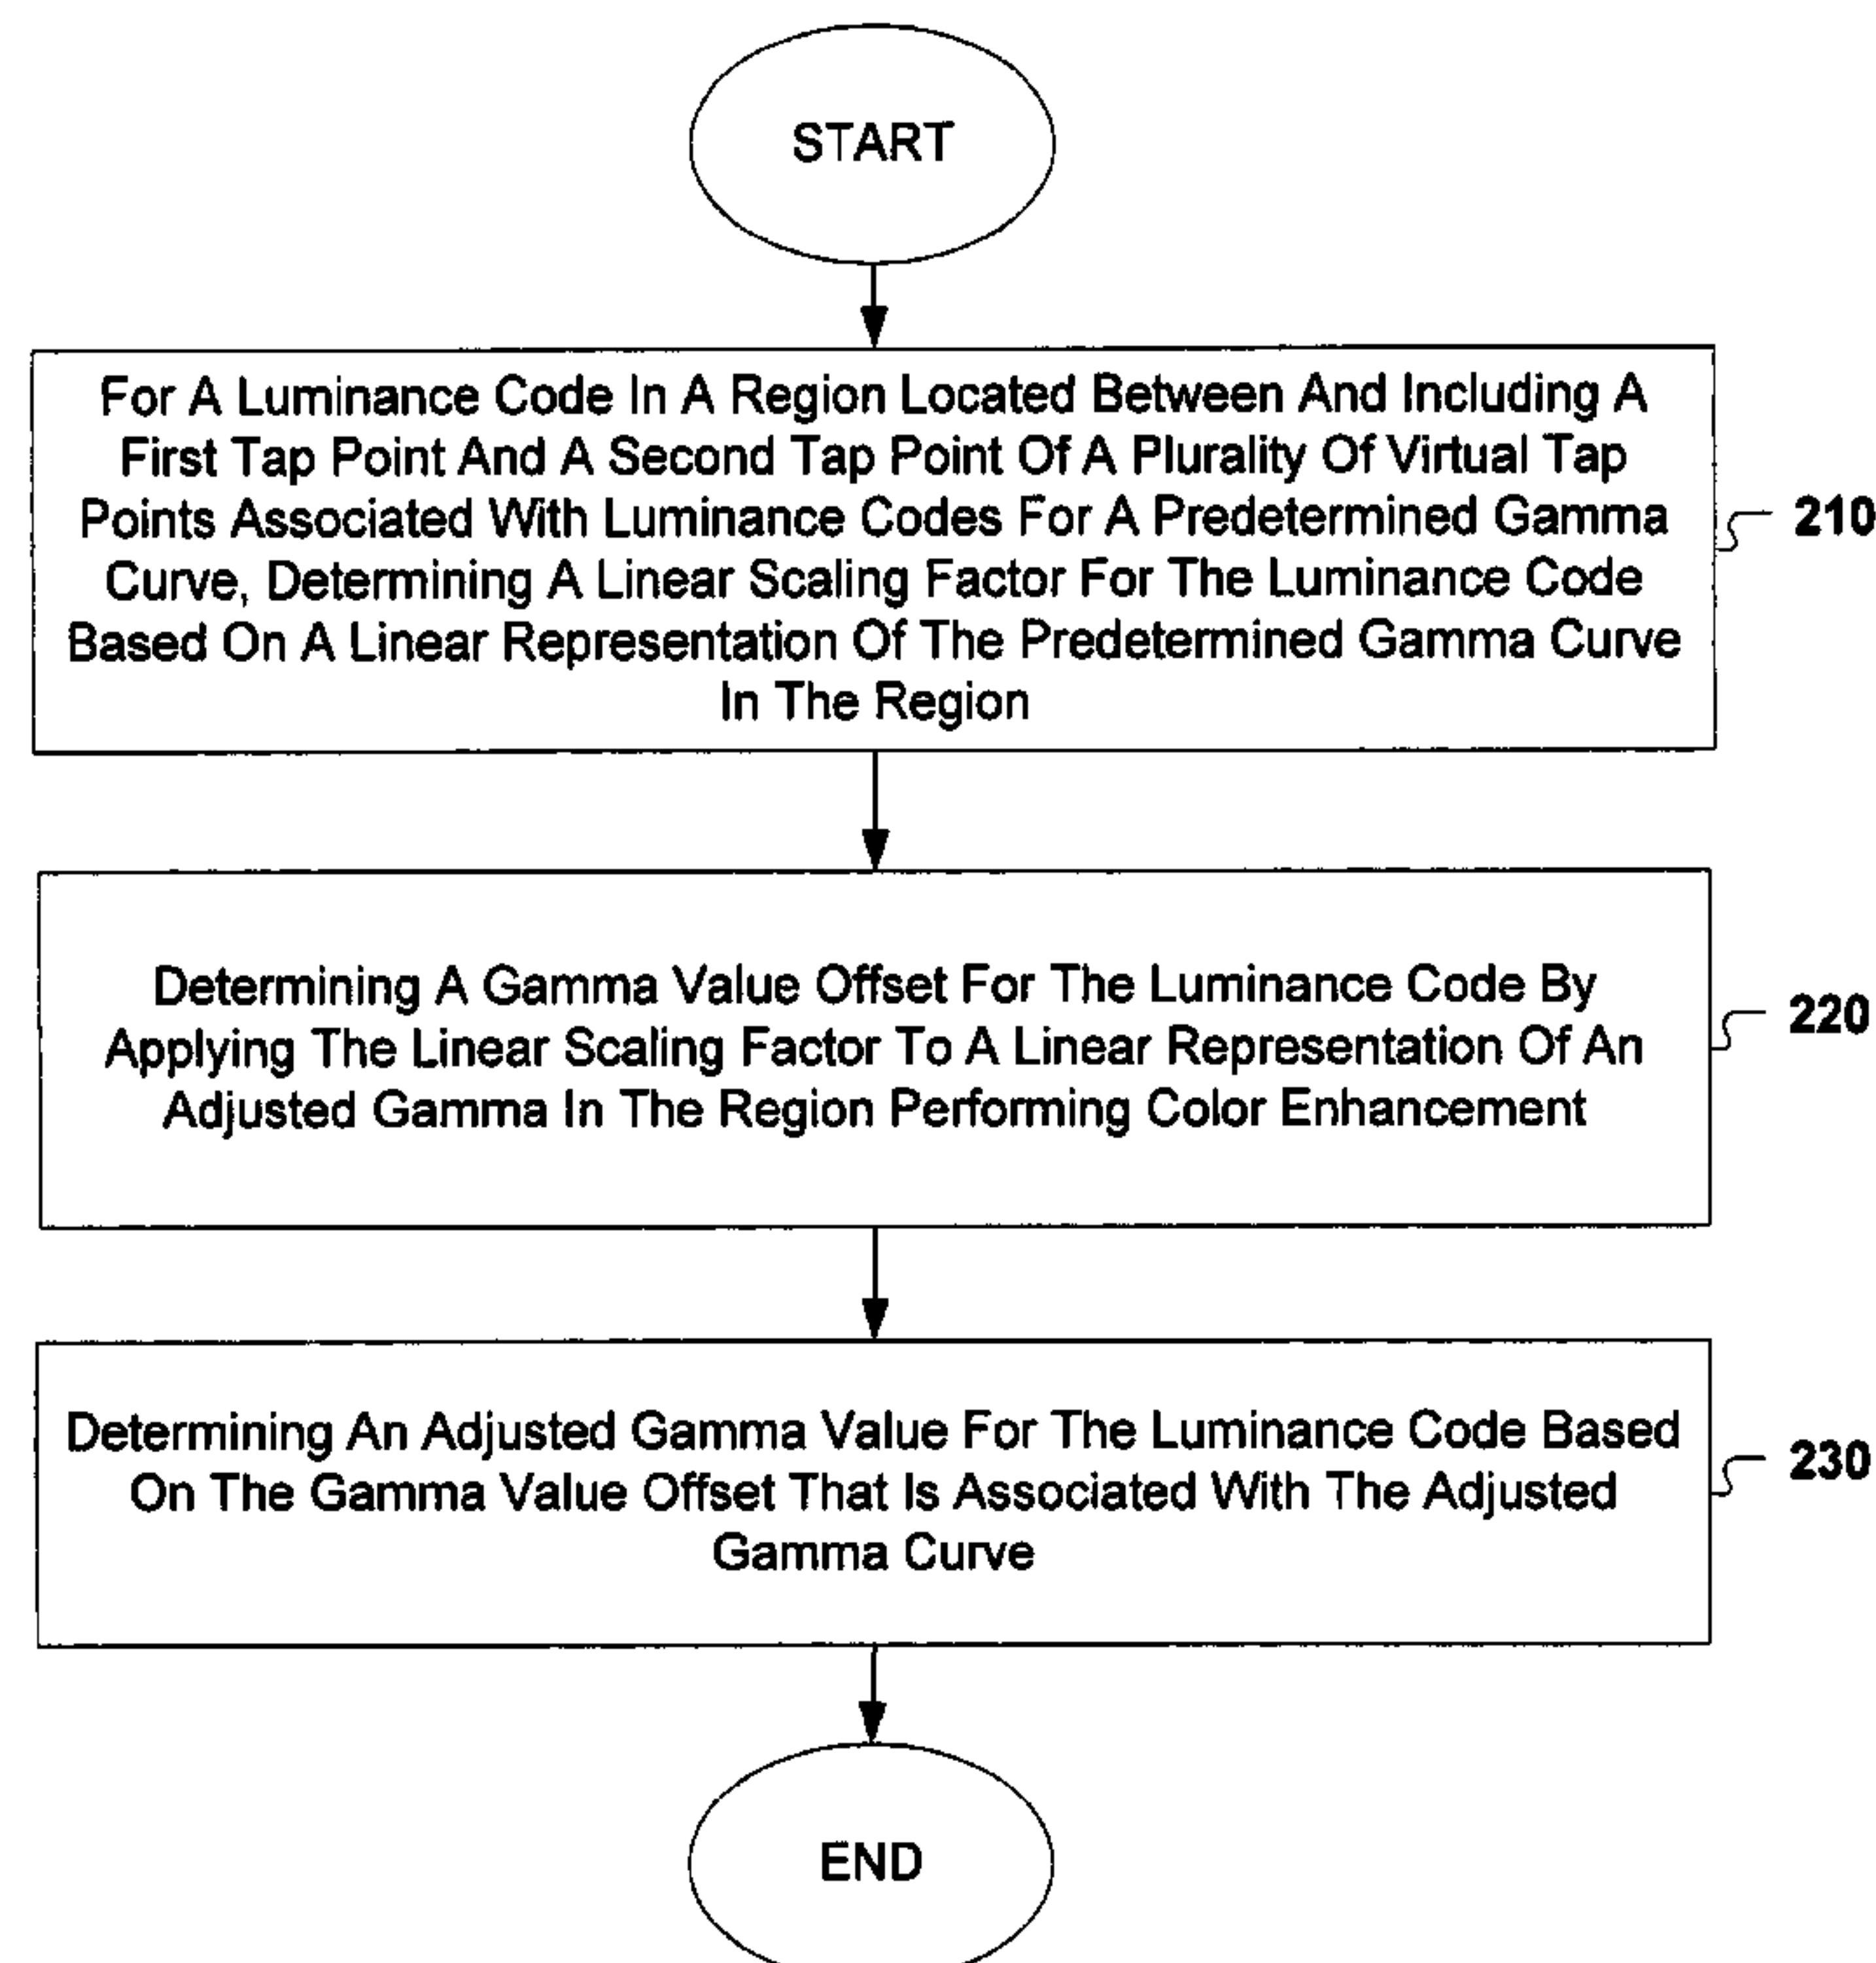 START
For A Luminance Code In A Region Located Between And Including A
First Tap Point And A Second Tap Point Of A Plurality Of Virtual Tap
Points Associated With Luminance Codes For A Predetermined Gamma
Curve, Determining A Linear Scaling Factor For The Luminance Code
Based On A Linear Representation Of The Predetermined Gamma Curve
In The Region
210
Determining A Gamma Value Offset For The Luminance Code By
Applying The Linear Scaling Factor To A Linear Representation Of An
Adjusted Gamma In The Region Performing Color Enhancement
220
Determining An Adjusted Gamma Value For The Luminance Code Based
On The Gamma Value Offset That Is Associated With The Adjusted
Gamma Curve
230
END